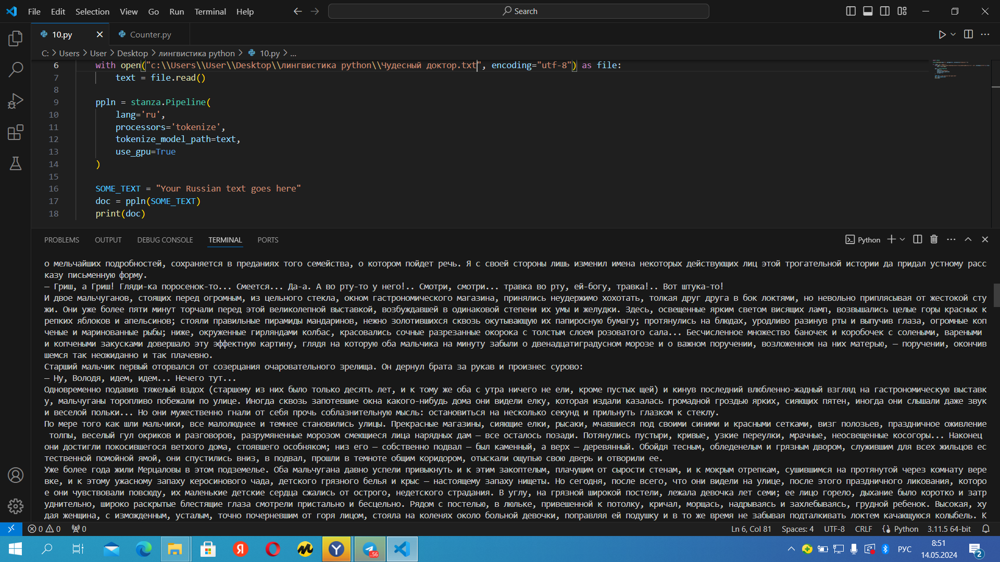 File Edit Selection View Go Run Terminal Help
Search
10.py
Counter.py
C: > Users > User > Desktop > лингвистика python > 10.py > ...
6 with open("c:\\Users\\User\\Desktop\\лингвистика python\\Чудесный доктор.txt", encoding="utf-8") as file:
7 text = file.read()
8
9 ppln = stanza.Pipeline(
10 lang='ru',
11 processors='tokenize',
12 tokenize_model_path=text,
13 use_gpu=True
14 )
15
16 SOME_TEXT = "Your Russian text goes here"
17 doc = ppln(SOME_TEXT)
18 print(doc)
PROBLEMS OUTPUT DEBUG CONSOLE TERMINAL PORTS
Python
о мельчайших подробностей, сохраняется в преданиях того семейства, о котором пойдет речь. Я с своей стороны лишь изменил имена некоторых действующих лиц этой трогательной истории да придал устному расс
казу письменную форму.
— Гриш, а Гриш! Гляди-ка поросенок-то... Смеется... Да-а. А во рту-то у него!.. Смотри, смотри... травка во рту, ей-богу, травка!.. Вот штука-то!
И двое мальчуганов, стоящих перед огромным, из цельного стекла, окном гастрономического магазина, принялись неудержимо хохотать, толкая друг друга в бок локтями, но невольно приплясывая от жестокой сту
жи. Они уже более пяти минут торчали перед этой великолепной выставкой, возбуждавшей в одинаковой степени их умы и желудки. Здесь, освещенные ярким светом висящих ламп, возвышались целые горы красных к
репких яблоков и апельсинов; стояли правильные пирамиды мандаринов, нежно золотившихся сквозь окутывающую их папиросную бумагу; протянулись на блюдах, уродливо разинув рты и выпучив глаза, огромные коп
ченые и маринованные рыбы; ниже, окруженные гирляндами колбас, красовались сочные разрезанные окорока с толстым слоем розоватого сала... Бесчисленное множество баночек и коробочек с солеными, вареными
и копчеными закусками довершало эту эффектную картину, глядя на которую оба мальчика на минуту забыли о двенадцатиградусном морозе и о важном поручении, возложенном на них матерью, — поручении, окончив
шемся так неожиданно и так плачевно.
Старший мальчик первый оторвался от созерцания очаровательного зрелища. Он дернул брата за рукав и произнес сурово:
— Ну, Володя, идем, идем... Нечего тут...
Одновременно подавив тяжелый вздох (старшему из них было только десять лет, и к тому же оба с утра ничего не ели, кроме пустых щей) и кинув последний влюбленно-жадный взгляд на гастрономическую выставк
у, мальчуганы торопливо побежали по улице. Иногда сквозь запотевшие окна какого-нибудь дома они видели елку, которая издали казалась громадной гроздью ярких, сияющих пятен, иногда они слышали даже звук
и веселой польки... Но они мужественно гнали от себя прочь соблазнительную мысль: остановиться на несколько секунд и прильнуть глазком к стеклу.
По мере того как шли мальчики, все малолюднее и темнее становились улицы. Прекрасные магазины, сияющие елки, рысаки, мчавшиеся под своими синими и красными сетками, визг полозьев, праздничное оживление
толпы, веселый гул окриков и разговоров, разрумяненные морозом смеющиеся лица нарядных дам — все осталось позади. Потянулись пустыри, кривые, узкие переулки, мрачные, неосвещенные косогоры... Наконец
они достигли покосившегося ветхого дома, стоявшего особняком; низ его — собственно подвал — был каменный, а верх — деревянный. Обойдя тесным, обледенелым и грязным двором, служившим для всех жильцов ес
тественной помойной ямой, они спустились вниз, в подвал, прошли в темноте общим коридором, отыскали ощупью свою дверь и отворили ее.
Уже более года жили Мерцаловы в этом подземелье. Оба мальчугана давно успели привыкнуть и к этим закоптелым, плачущим от сырости стенам, и к мокрым отрепкам, сушившимся на протянутой через комнату вере
вке, и к этому ужасному запаху керосинового чада, детского грязного белья и крыс — настоящему запаху нищеты. Но сегодня, после всего, что они видели на улице, после этого праздничного ликования, которо
е они чувствовали повсюду, их маленькие детские сердца сжались от острого, недетского страдания. В углу, на грязной широкой постели, лежала девочка лет семи; ее лицо горело, дыхание было коротко и затр
уднительно, широко раскрытые блестящие глаза смотрели пристально и бесцельно. Рядом с постелью, в люльке, привешенной к потолку, кричал, морщась, надрываясь и захлебываясь, грудной ребенок. Высокая, ху
дая женщина, с изможденным, усталым, точно почерневшим от горя лицом, стояла на коленях около больной девочки, поправляя ей подушку и в то же время не забывая подталкивать локтем качающуюся колыбель. К
0 0 0 Ln 6, Col 81 Spaces: 4 UTF-8 CRLF Python 3.11.5 64-bit
Я ..56 РУС 8:51
14.05.2024 2